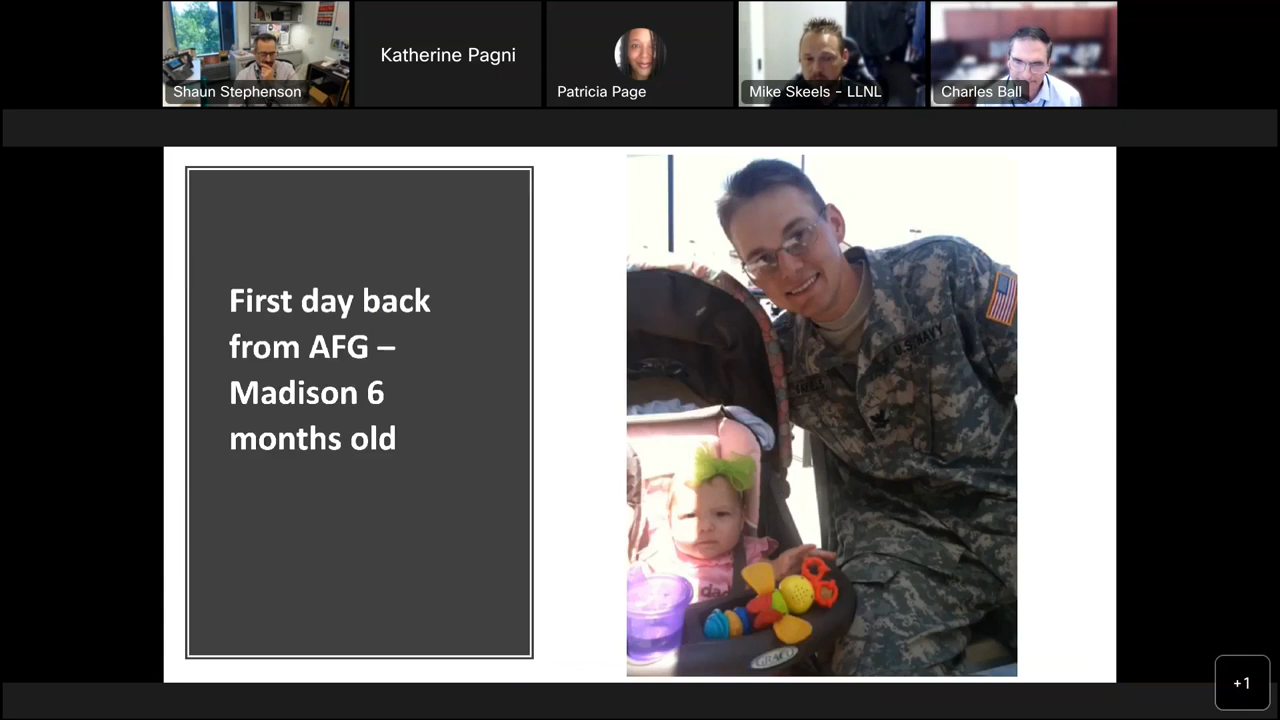 Katherine Pagni
Shaun Stephenson
Patricia Page
Mike Skeels - LLNL
Charles Ball
First day back
from AFG –
Madison 6
months old
U.S. NAVY
GRACO
+1